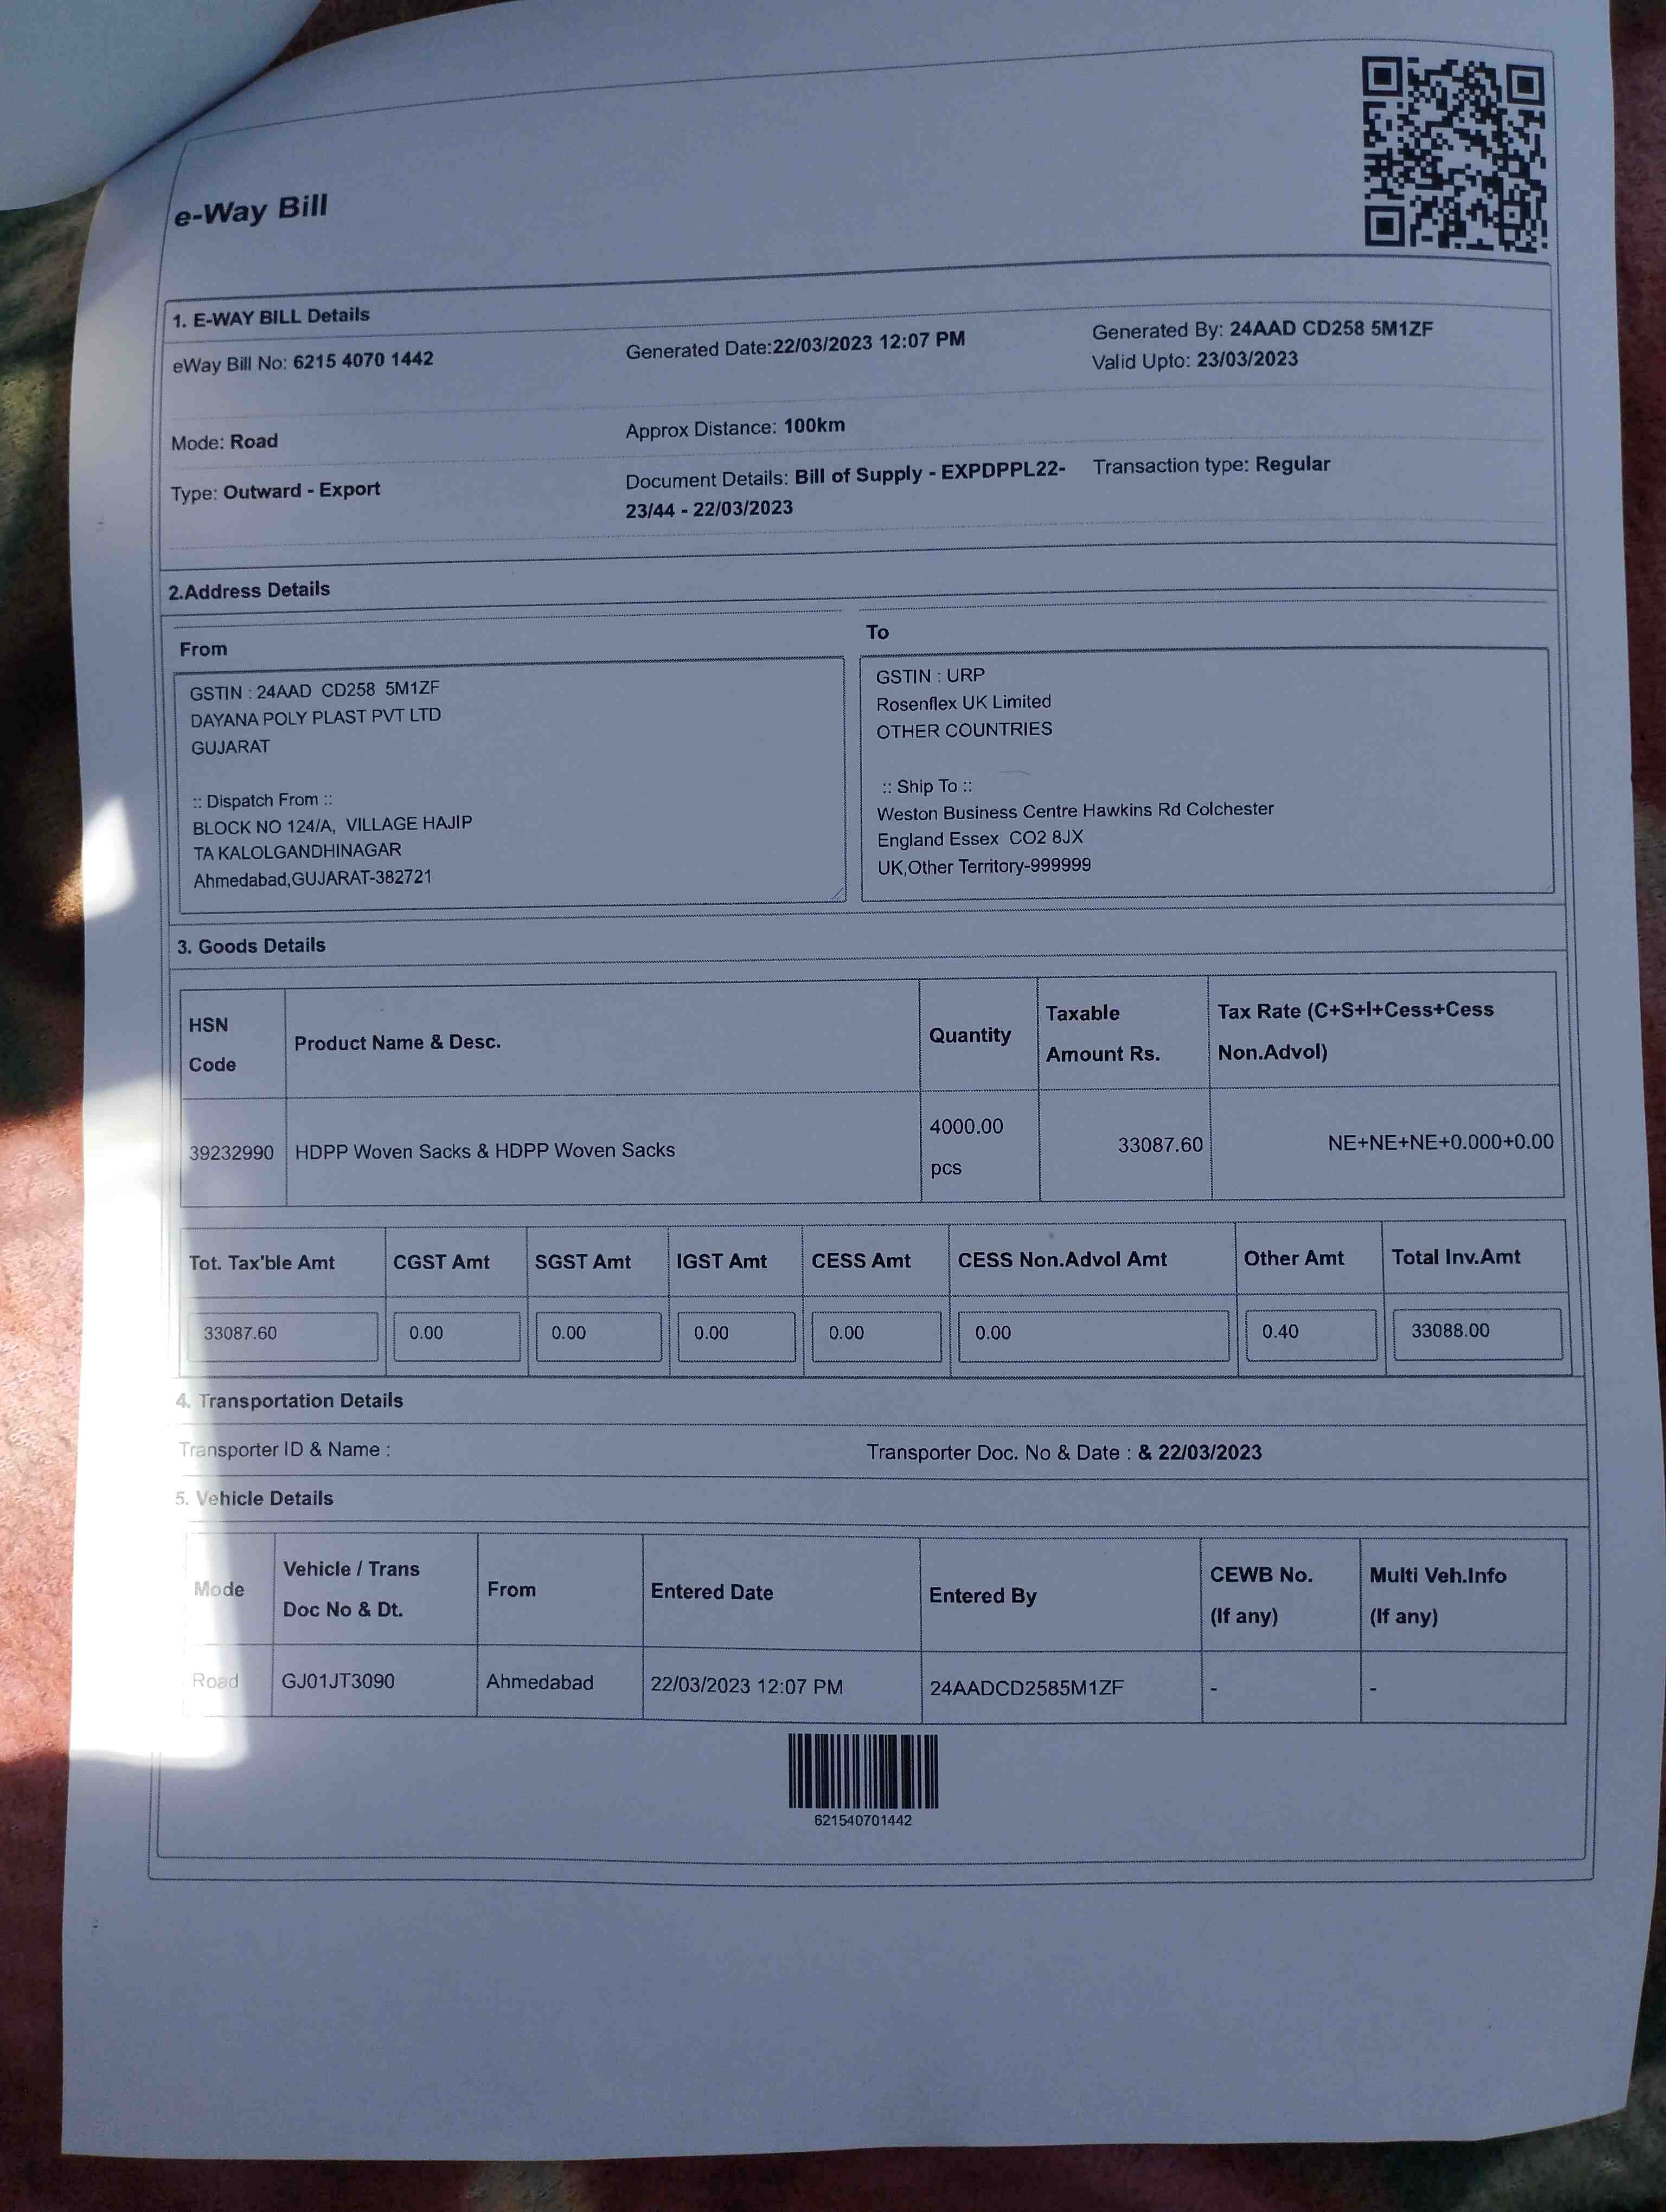 e-Way Bill
1. E-WAY BILL Details
eWay Bill No: 6215 4070 1442 Generated Date:22/03/2023 12:07 PM Generated By: 24AAD CD258 5M1ZF
Valid Upto: 23/03/2023
Mode: Road Approx Distance: 100km
Type: Outward - Export Document Details: Bill of Supply - EXPDPPL22- Transaction type: Regular
23/44 - 22/03/2023
2.Address Details
From
GSTIN : 24AAD CD258 5M1ZF
DAYANA POLY PLAST PVT LTD
GUJARAT
:: Dispatch From ::
BLOCK NO 124/A, VILLAGE HAJIP
TA KALOLGANDHINAGAR
Ahmedabad,GUJARAT-382721
To
GSTIN : URP
Rosenflex UK Limited
OTHER COUNTRIES
:: Ship To ::
Weston Business Centre Hawkins Rd Colchester
England Essex CO2 8JX
UK,Other Territory-999999
3. Goods Details
HSN Code Product Name & Desc. Quantity Taxable Amount Rs. Tax Rate (C+S+I+Cess+Cess Non.Advol)
39232990 HDPP Woven Sacks & HDPP Woven Sacks 4000.00 pcs 33087.60 NE+NE+NE+0.000+0.00
Tot. Tax'ble Amt CGST Amt SGST Amt IGST Amt CESS Amt CESS Non.Advol Amt Other Amt Total Inv.Amt
33087.60 0.00 0.00 0.00 0.00 0.00 0.40 33088.00
4. Transportation Details
Transporter ID & Name : Transporter Doc. No & Date : & 22/03/2023
5. Vehicle Details
Mode Vehicle / Trans Doc No & Dt. From Entered Date Entered By CEWB No. (If any) Multi Veh.Info (If any)
Road GJ01JT3090 Ahmedabad 22/03/2023 12:07 PM 24AADCD2585M1ZF - -
621540701442